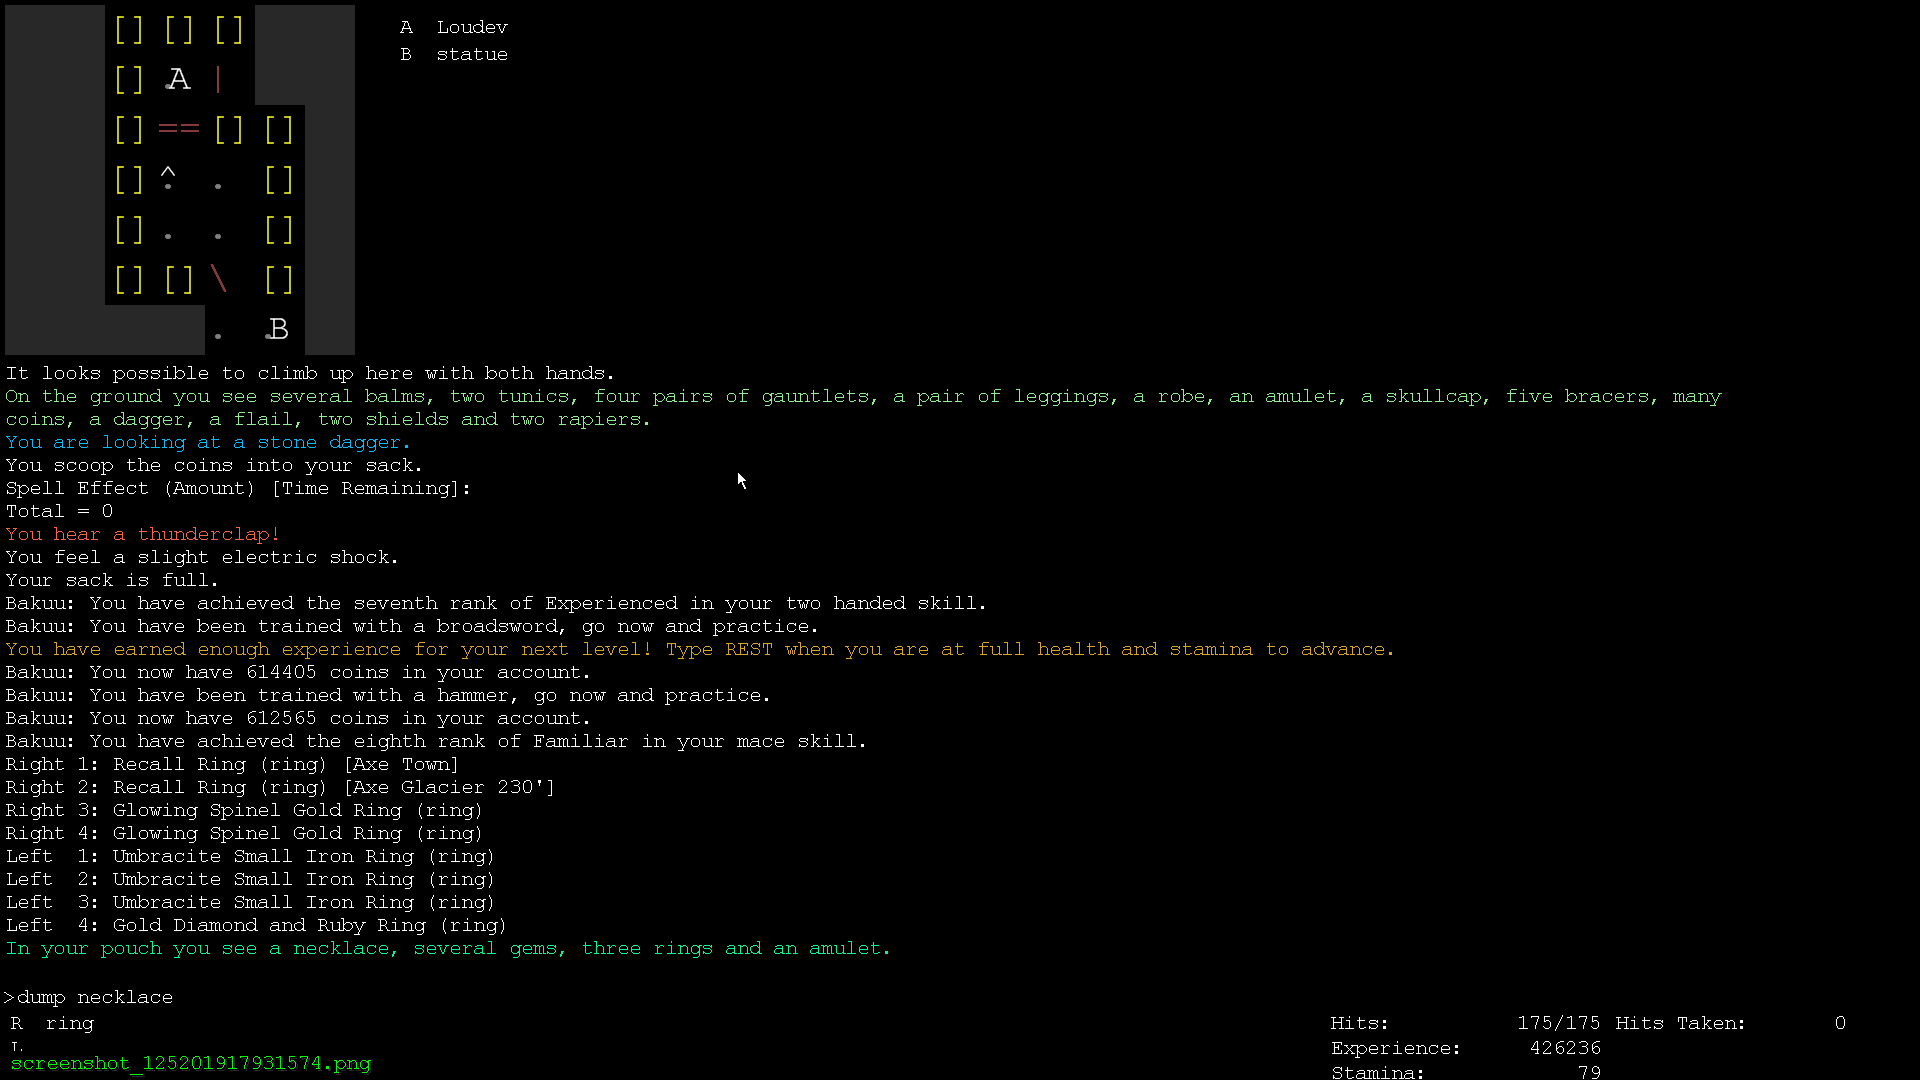 [] [] [] A Loudev
B statue
[] .A |
[] == [] []
[] ^ . . []
[] . . []
[] [] \ []
. .B
It looks possible to climb up here with both hands.
On the ground you see several balms, two tunics, four pairs of gauntlets, a pair of leggings, a robe, an amulet, a skullcap, five bracers, many
coins, a dagger, a flail, two shields and two rapiers.
You are looking at a stone dagger.
You scoop the coins into your sack.
Spell Effect (Amount) [Time Remaining]:
Total = 0
You hear a thunderclap!
You feel a slight electric shock.
Your sack is full.
Bakuu: You have achieved the seventh rank of Experienced in your two handed skill.
Bakuu: You have been trained with a broadsword, go now and practice.
You have earned enough experience for your next level! Type REST when you are at full health and stamina to advance.
Bakuu: You now have 614405 coins in your account.
Bakuu: You have been trained with a hammer, go now and practice.
Bakuu: You now have 612565 coins in your account.
Bakuu: You have achieved the eighth rank of Familiar in your mace skill.
Right 1: Recall Ring (ring) [Axe Town]
Right 2: Recall Ring (ring) [Axe Glacier 230']
Right 3: Glowing Spinel Gold Ring (ring)
Right 4: Glowing Spinel Gold Ring (ring)
Left 1: Umbracite Small Iron Ring (ring)
Left 2: Umbracite Small Iron Ring (ring)
Left 3: Umbracite Small Iron Ring (ring)
Left 4: Gold Diamond and Ruby Ring (ring)
In your pouch you see a necklace, several gems, three rings and an amulet.
>dump necklace
R ring Hits: 175/175 Hits Taken: 0
L
Experience: 426236
screenshot_125201917931574.png
Stamina: 79